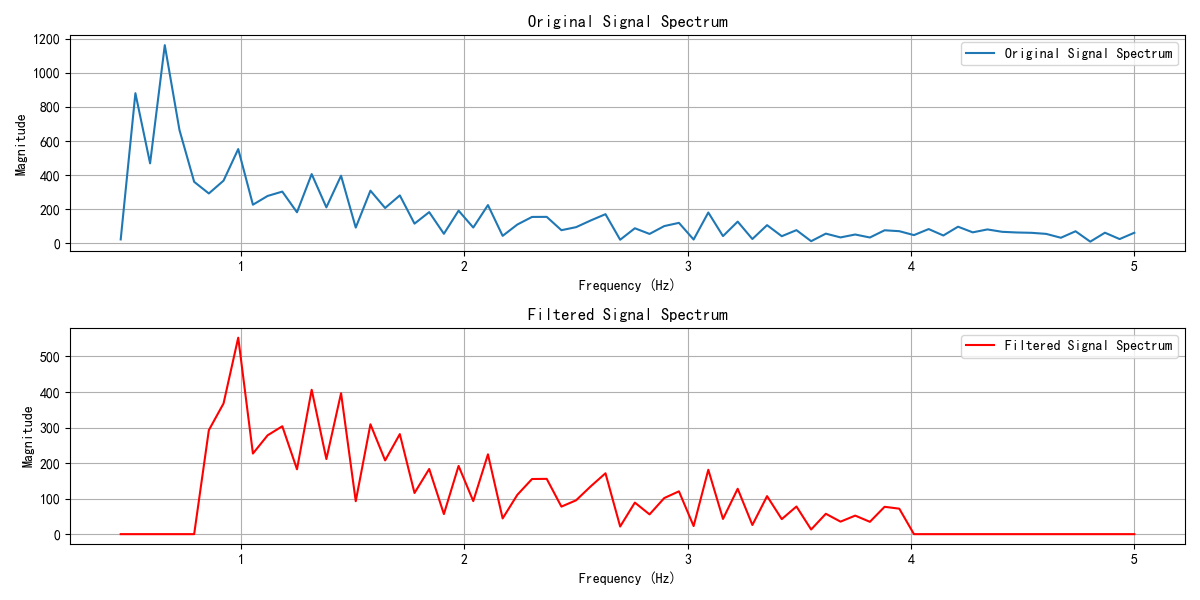 Original Signal Spectrum
Original Signal Spectrum
1200
1000
800
600
400
200
0
Magnitude
1 2 3 4 5
Frequency (Hz)
Filtered Signal Spectrum
Filtered Signal Spectrum
500
400
300
200
100
0
Magnitude
1 2 3 4 5
Frequency (Hz)